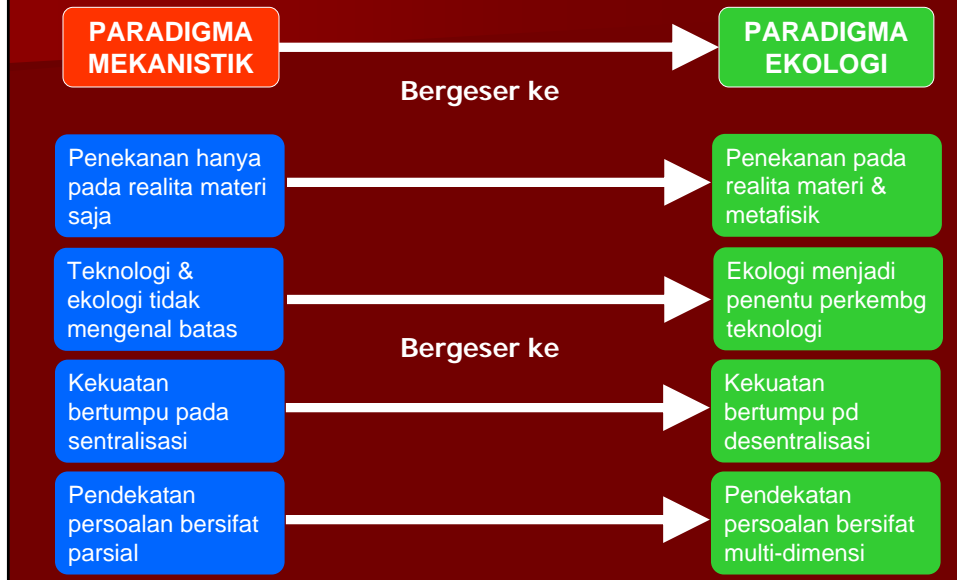 PARADIGMA
MEKANISTIK
PARADIGMA
EKOLOGI
Bergeser ke
Penekanan hanya
pada realita materi
saja
Penekanan pada
realita materi &
metafisik
Teknologi &
ekologi tidak
mengenal batas
Ekologi menjadi
penentu perkembg
teknologi
Bergeser ke
Kekuatan
bertumpu pada
sentralisasi
Kekuatan
bertumpu pd
desentralisasi
Pendekatan
persoalan bersifat
parsial
Pendekatan
persoalan bersifat
multi-dimensi